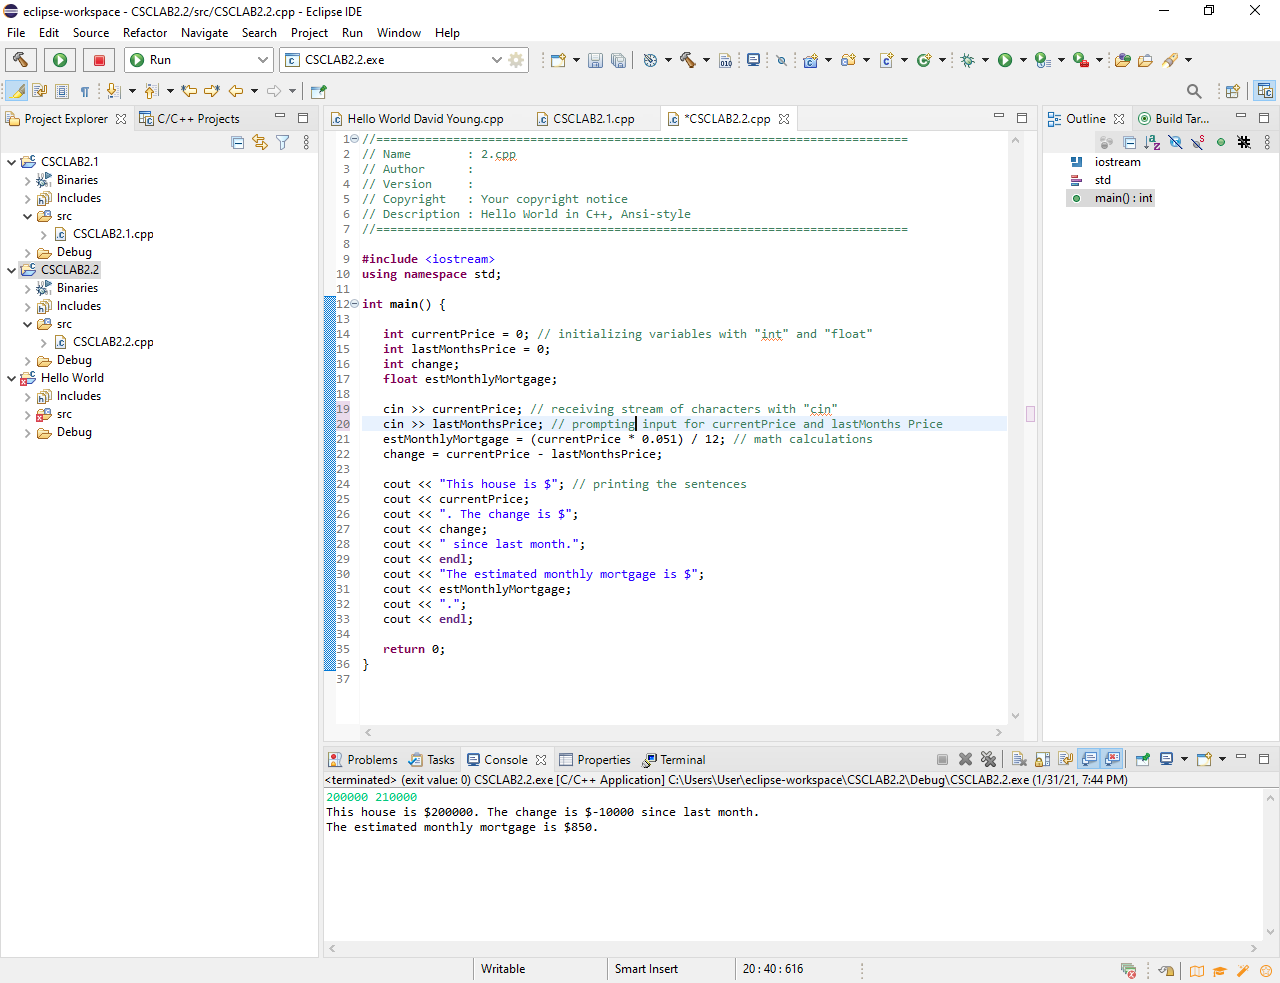 eclipse-workspace - CSCLAB2.2/src/CSCLAB2.2.cpp - Eclipse IDE
File Edit Source Refactor Navigate Search Project Run Window Help
Run
CSCLAB2.2.exe
Project Explorer
C/C++ Projects
CSCLAB2.1
Binaries
Includes
src
CSCLAB2.1.cpp
Debug
CSCLAB2.2
Binaries
Includes
src
CSCLAB2.2.cpp
Debug
Hello World
Includes
src
Debug
Hello World David Young.cpp
CSCLAB2.1.cpp
*CSCLAB2.2.cpp
1 //============================================================================
2 // Name        : 2.cpp
3 // Author      :
4 // Version     :
5 // Copyright   : Your copyright notice
6 // Description : Hello World in C++, Ansi-style
7 //============================================================================
8
9 #include <iostream>
10 using namespace std;
11
12 int main() {
13
14    int currentPrice = 0; // initializing variables with "int" and "float"
15    int lastMonthsPrice = 0;
16    int change;
17    float estMonthlyMortgage;
18
19    cin >> currentPrice; // receiving stream of characters with "cin"
20    cin >> lastMonthsPrice; // prompting input for currentPrice and lastMonths Price
21    estMonthlyMortgage = (currentPrice * 0.051) / 12; // math calculations
22    change = currentPrice - lastMonthsPrice;
23
24    cout << "This house is $"; // printing the sentences
25    cout << currentPrice;
26    cout << ". The change is $";
27    cout << change;
28    cout << " since last month.";
29    cout << endl;
30    cout << "The estimated monthly mortgage is $";
31    cout << estMonthlyMortgage;
32    cout << ".";
33    cout << endl;
34
35    return 0;
36 }
37
Outline
Build Tar...
iostream
std
main() : int
Problems
Tasks
Console
Properties
Terminal
<terminated> (exit value: 0) CSCLAB2.2.exe [C/C++ Application] C:\Users\User\eclipse-workspace\CSCLAB2.2\Debug\CSCLAB2.2.exe (1/31/21, 7:44 PM)
200000 210000
This house is $200000. The change is $-10000 since last month.
The estimated monthly mortgage is $850.
Writable
Smart Insert
20 : 40 : 616